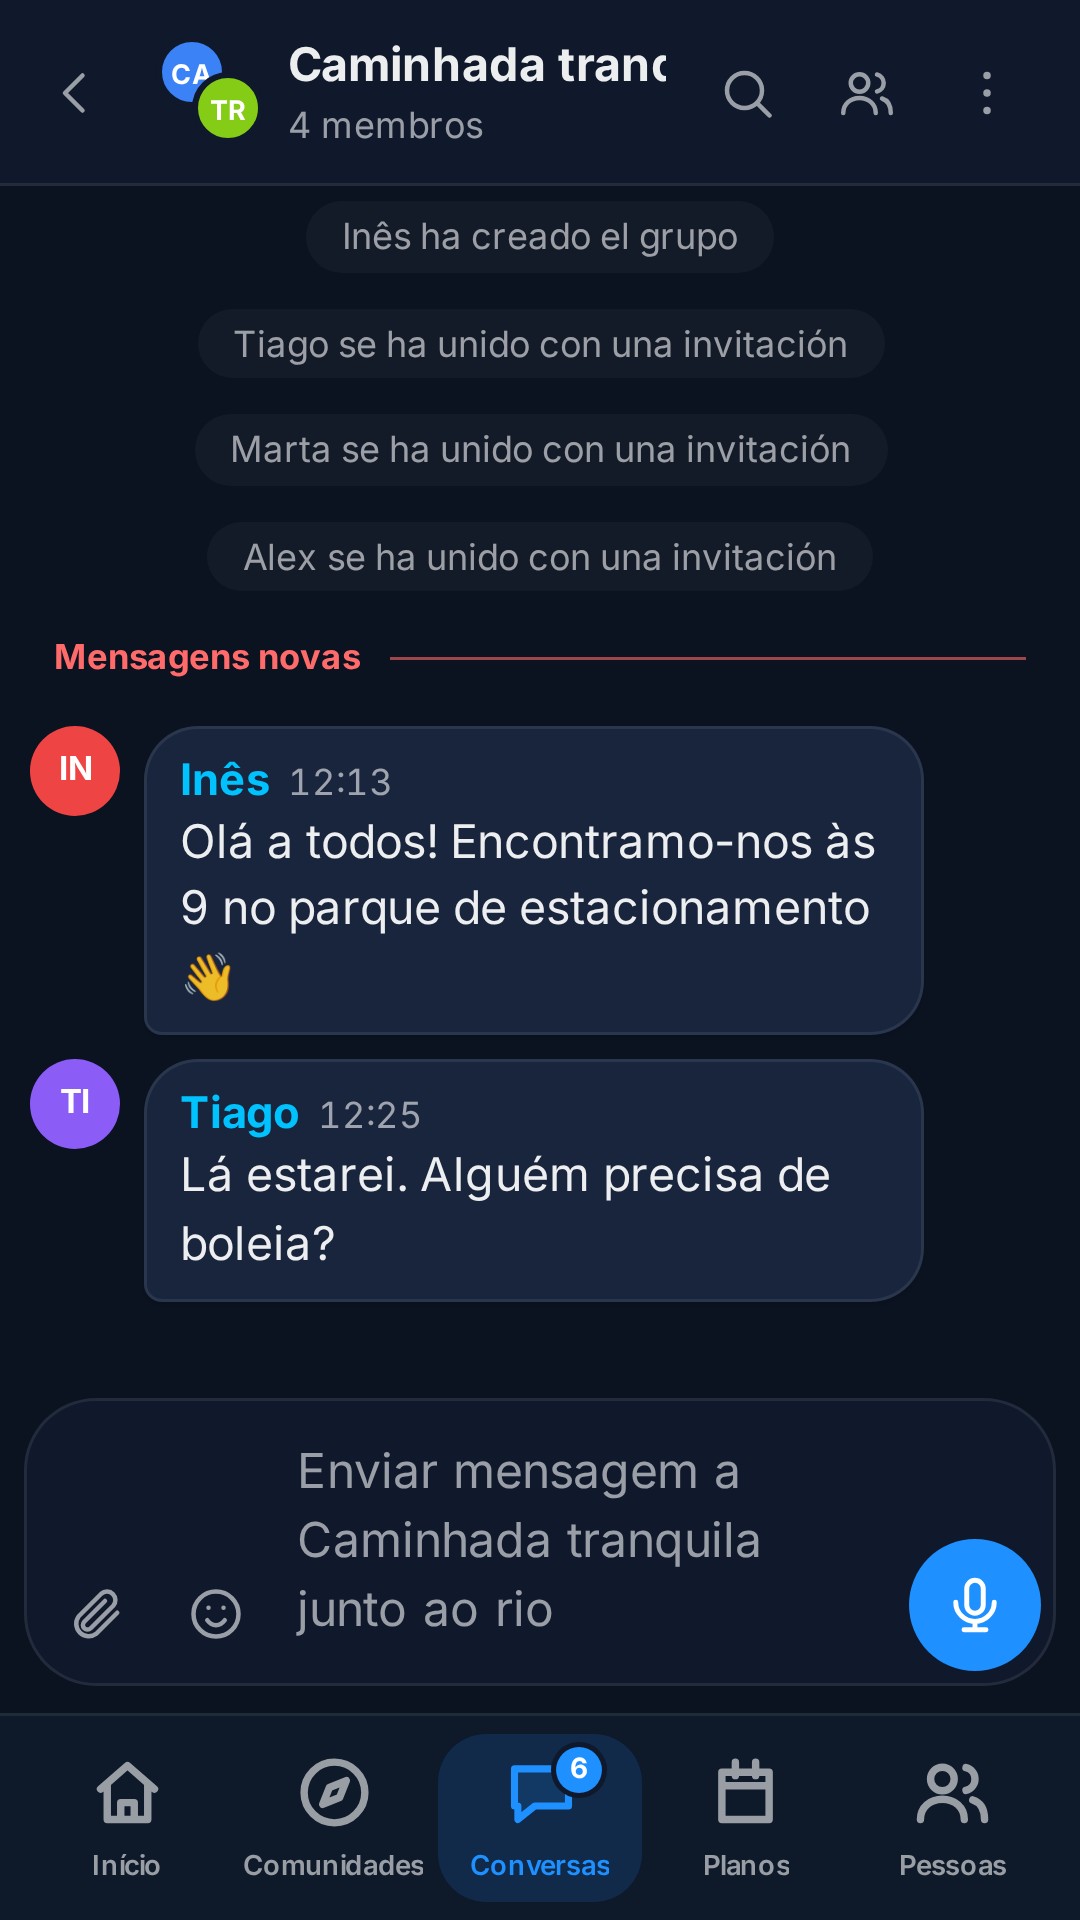 CA
TR
Caminhada tranq
4 membros
Inês ha creado el grupo
Tiago se ha unido con una invitación
Marta se ha unido con una invitación
Alex se ha unido con una invitación
Mensagens novas
IN
Inês 12:13
Olá a todos! Encontramo-nos às
9 no parque de estacionamento
👋
TI
Tiago 12:25
Lá estarei. Alguém precisa de
boleia?
Enviar mensagem a
Caminhada tranquila
junto ao rio
6
Início
Comunidades
Conversas
Planos
Pessoas